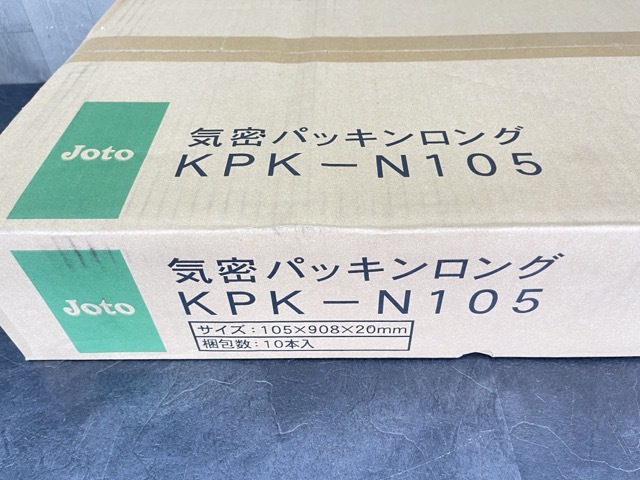 Joto
気密パッキンロング
KPK－N105
Joto
気密パッキンロング
KPK－N105
サイズ：105×908×20mm
梱包数：10本入